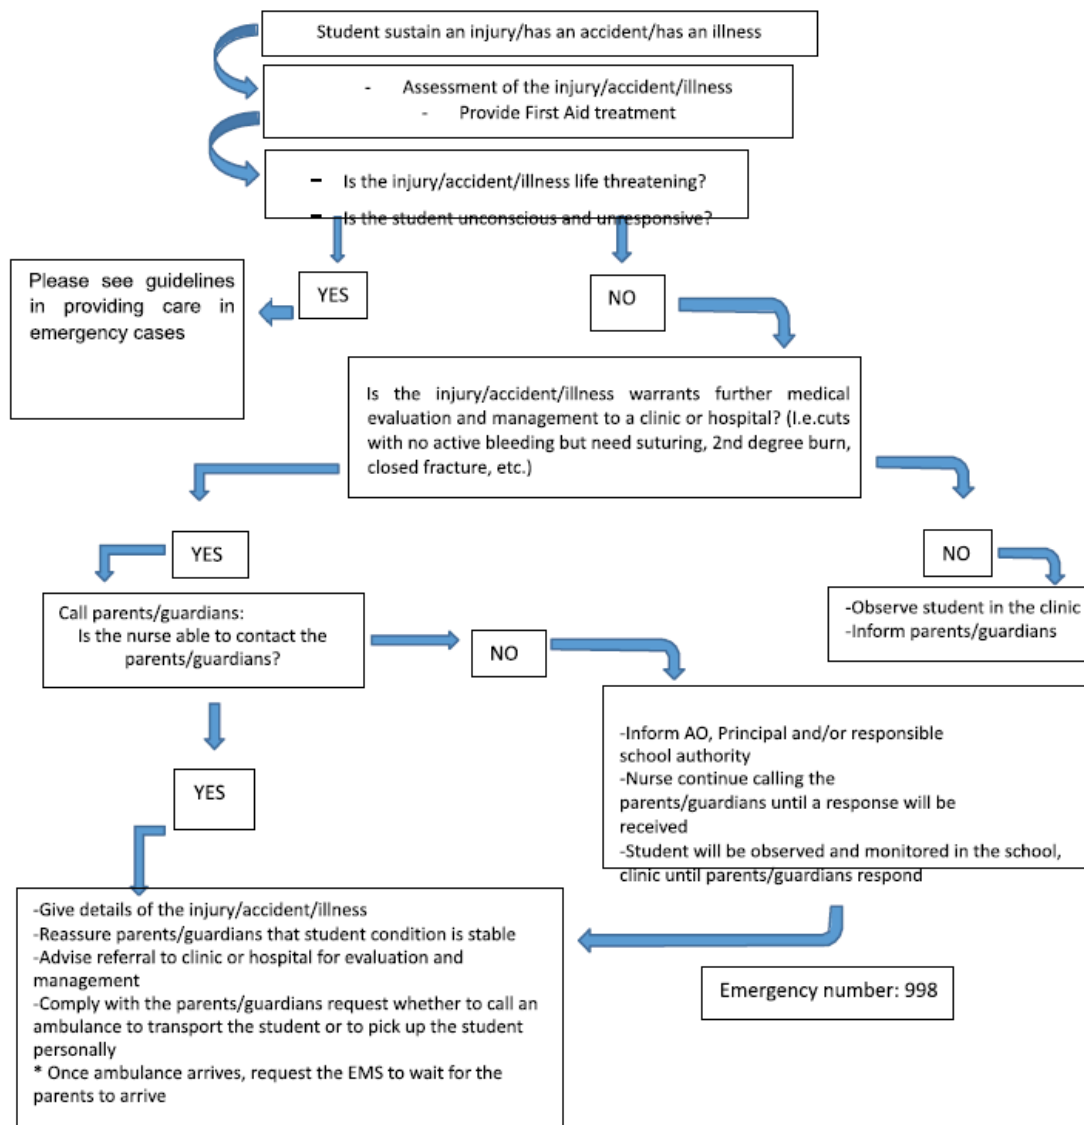 Student sustain an injury/has an accident/has an illness
- Assessment of the injury/accident/illness
- Provide First Aid treatment
- Is the injury/accident/illness life threatening?
- Is the student unconscious and unresponsive?
Please see guidelines
in providing care in
emergency cases
YES
NO
Is the injury/accident/illness warrants further medical
evaluation and management to a clinic or hospital? (I.e.cuts
with no active bleeding but need suturing, 2nd degree burn,
closed fracture, etc.)
YES
NO
Call parents/guardians:
Is the nurse able to contact the
parents/guardians?
NO
-Observe student in the clinic
-Inform parents/guardians
-Inform AO, Principal and/or responsible
school authority
-Nurse continue calling the
parents/guardians until a response will be
received
-Student will be observed and monitored in the school,
clinic until parents/guardians respond
YES
-Give details of the injury/accident/illness
-Reassure parents/guardians that student condition is stable
-Advise referral to clinic or hospital for evaluation and
management
-Comply with the parents/guardians request whether to call an
ambulance to transport the student or to pick up the student
personally
* Once ambulance arrives, request the EMS to wait for the
parents to arrive
Emergency number: 998